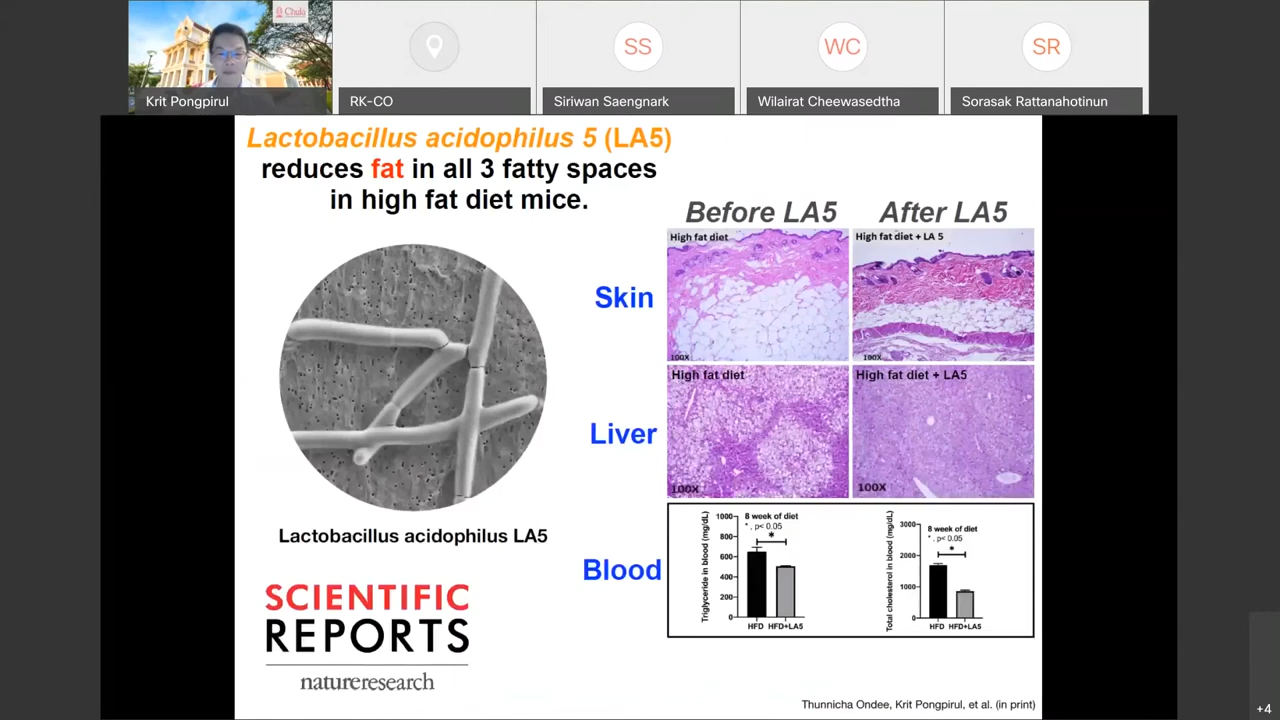 Chula
SS
WC
SR
Krit Pongpirul
RK-CO
Siriwan Saengnark
Wilairat Cheewasedtha
Sorasak Rattanahotinun
Lactobacillus acidophilus 5 (LA5)
reduces fat in all 3 fatty spaces
in high fat diet mice.
Before LA5
After LA5
High fat diet
High fat diet + LA 5
Skin
100X
100X
High fat diet
High fat diet + LA5
Liver
100X
100X
Lactobacillus acidophilus LA5
Blood
Triglyceride in blood (mg/dL)
1000
800
600
400
200
0
8 week of diet
* , p< 0.05
*
HFD
HFD+LA5
Total cholesterol in blood (mg/dL)
3000
2000
1000
0
8 week of diet
* , p< 0.05
*
HFD
HFD+LA5
SCIENTIFIC
REPORTS
natureresearch
Thunnicha Ondee, Krit Pongpirul, et al. (in print)
+4